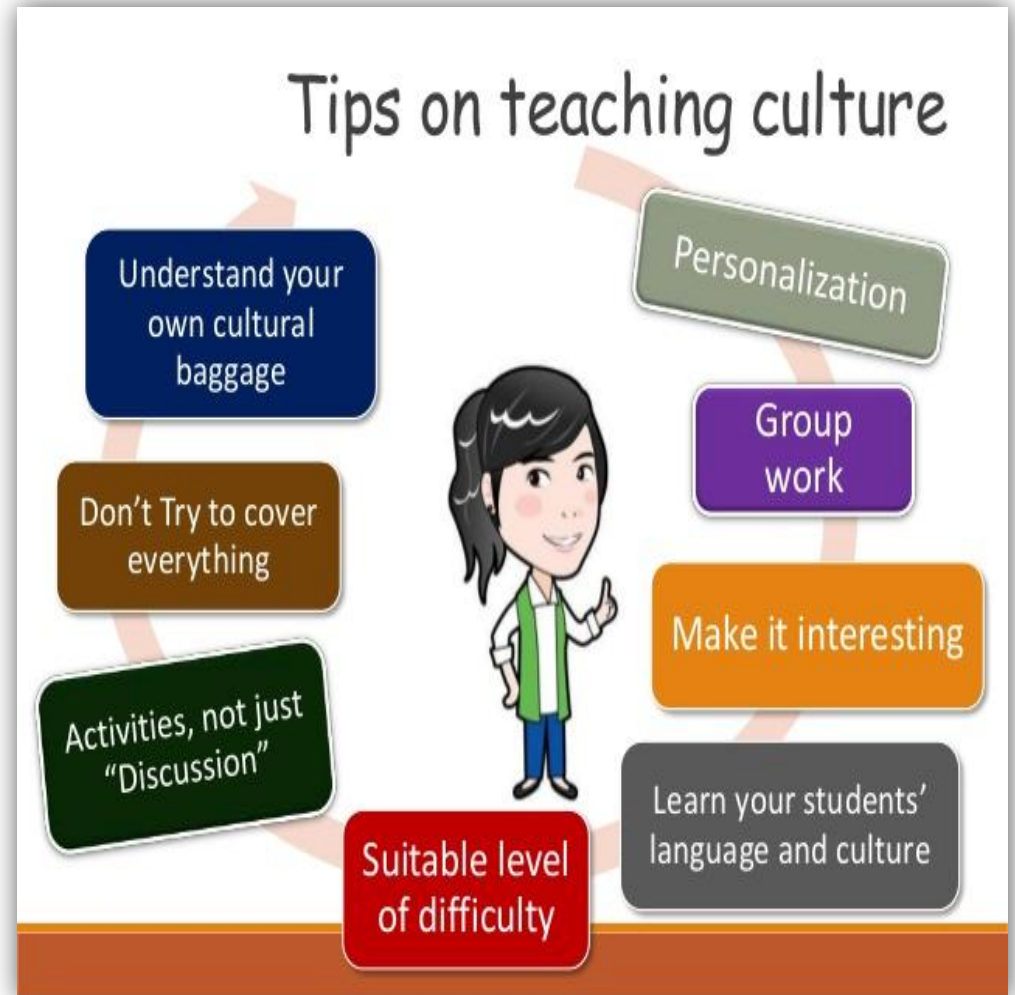 Tips on teaching culture
Personalization
Group
work
Make it interesting
Learn your students’
language and culture
Suitable level
of difficulty
Activities, not just
“Discussion”
Don’t Try to cover
everything
Understand your
own cultural
baggage